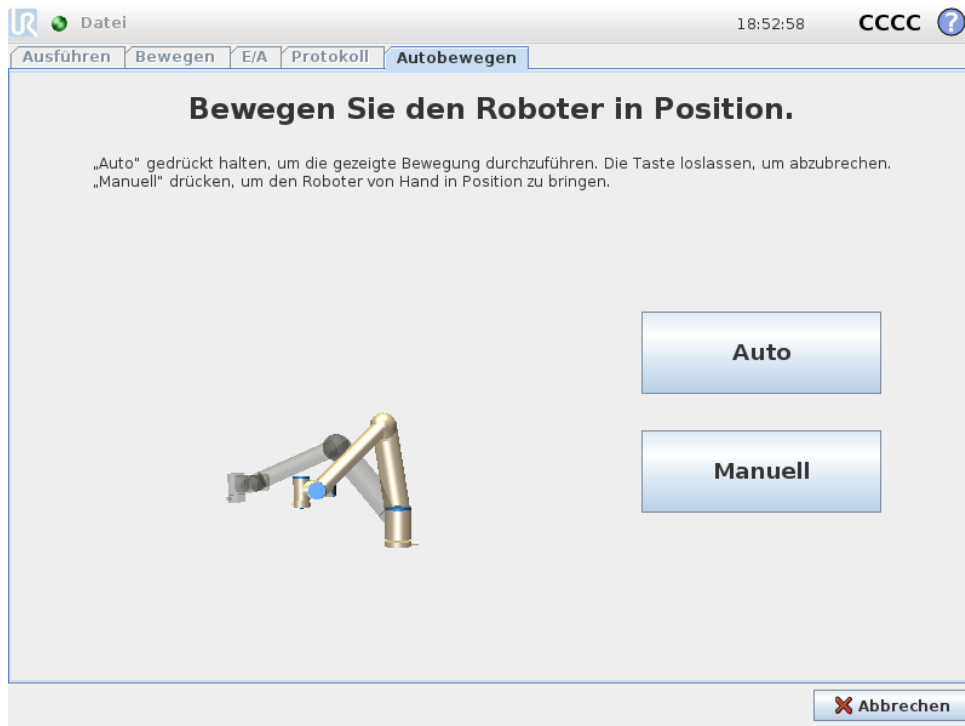 UR Datei 18:52:58 CCCC ?
Ausführen Bewegen E/A Protokoll Autobewegen
Bewegen Sie den Roboter in Position.
„Auto" gedrückt halten, um die gezeigte Bewegung durchzuführen. Die Taste loslassen, um abzubrechen.
„Manuell" drücken, um den Roboter von Hand in Position zu bringen.
Auto
Manuell
Abbrechen